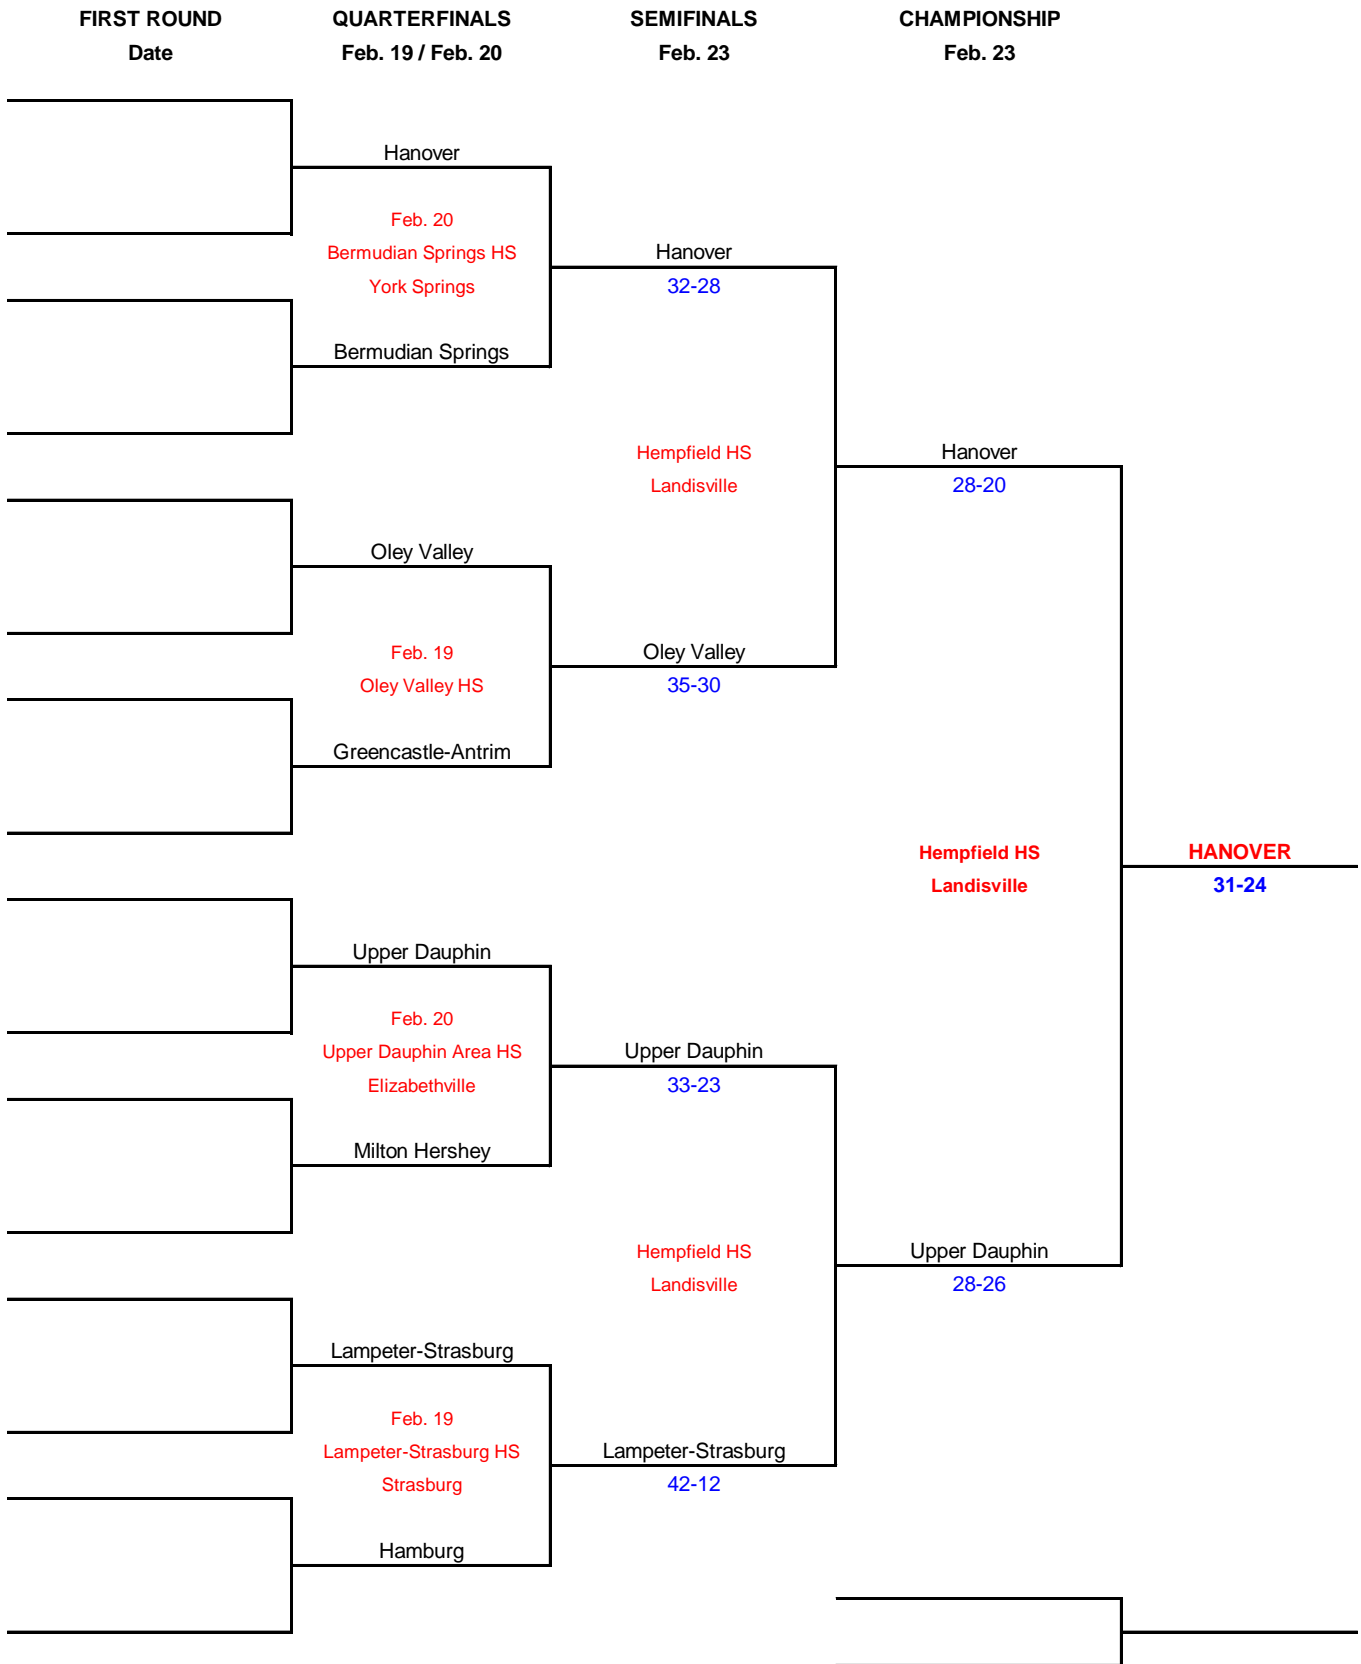 FIRST ROUND
QUARTERFINALS
SEMIFINALS
CHAMPIONSHIP
Date
Feb. 19 / Feb. 20
Feb. 23
Feb. 23
Hanover
Feb. 20
Bermudian Springs HS
York Springs
Bermudian Springs
Hanover
32-28
Hempfield HS
Landisville
Hanover
28-20
Oley Valley
Feb. 19
Oley Valley HS
Greencastle-Antrim
Oley Valley
35-30
Hempfield HS
Landisville
HANOVER
31-24
Upper Dauphin
Feb. 20
Upper Dauphin Area HS
Elizabethville
Milton Hershey
Upper Dauphin
33-23
Hempfield HS
Landisville
Upper Dauphin
28-26
Lampeter-Strasburg
Feb. 19
Lampeter-Strasburg HS
Strasburg
Hamburg
Lampeter-Strasburg
42-12